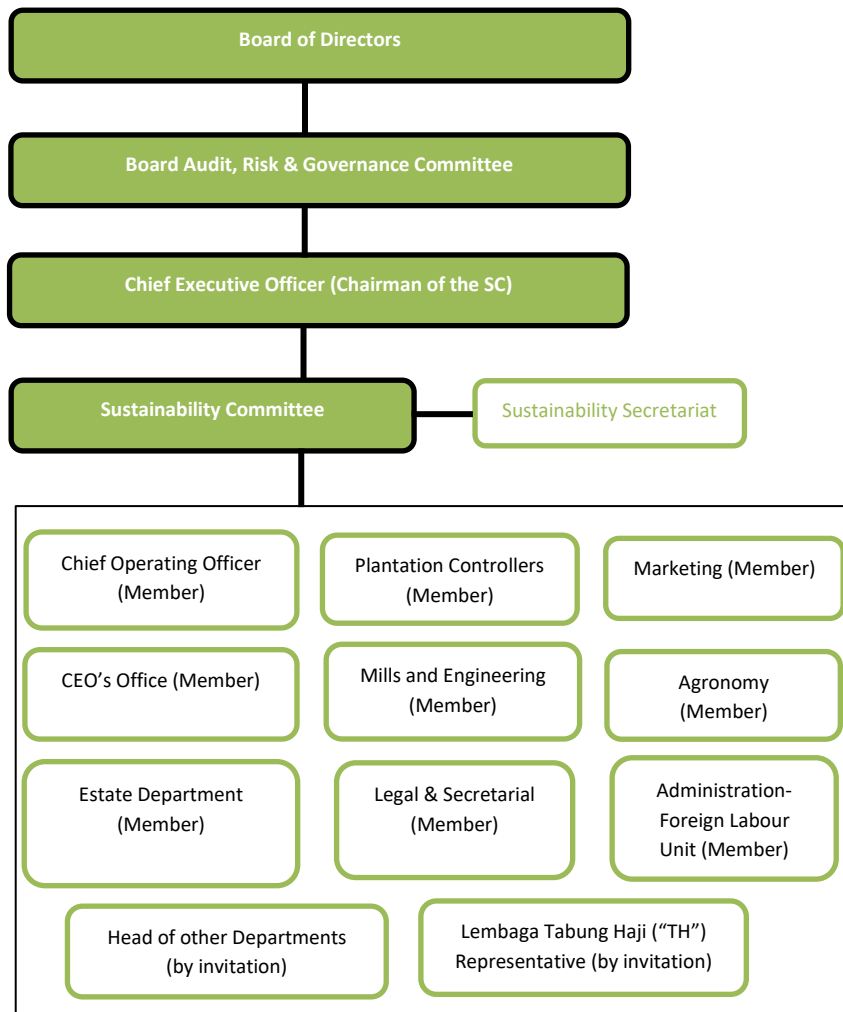 Board of Directors
Board Audit, Risk & Governance Committee
Chief Executive Officer (Chairman of the SC)
Sustainability Committee
Sustainability Secretariat
Chief Operating Officer
(Member)
Plantation Controllers
(Member)
Marketing (Member)
CEO’s Office (Member)
Mills and Engineering
(Member)
Agronomy
(Member)
Estate Department
(Member)
Legal & Secretarial
(Member)
Administration-
Foreign Labour
Unit (Member)
Head of other Departments
(by invitation)
Lembaga Tabung Haji (“TH”)
Representative (by invitation)